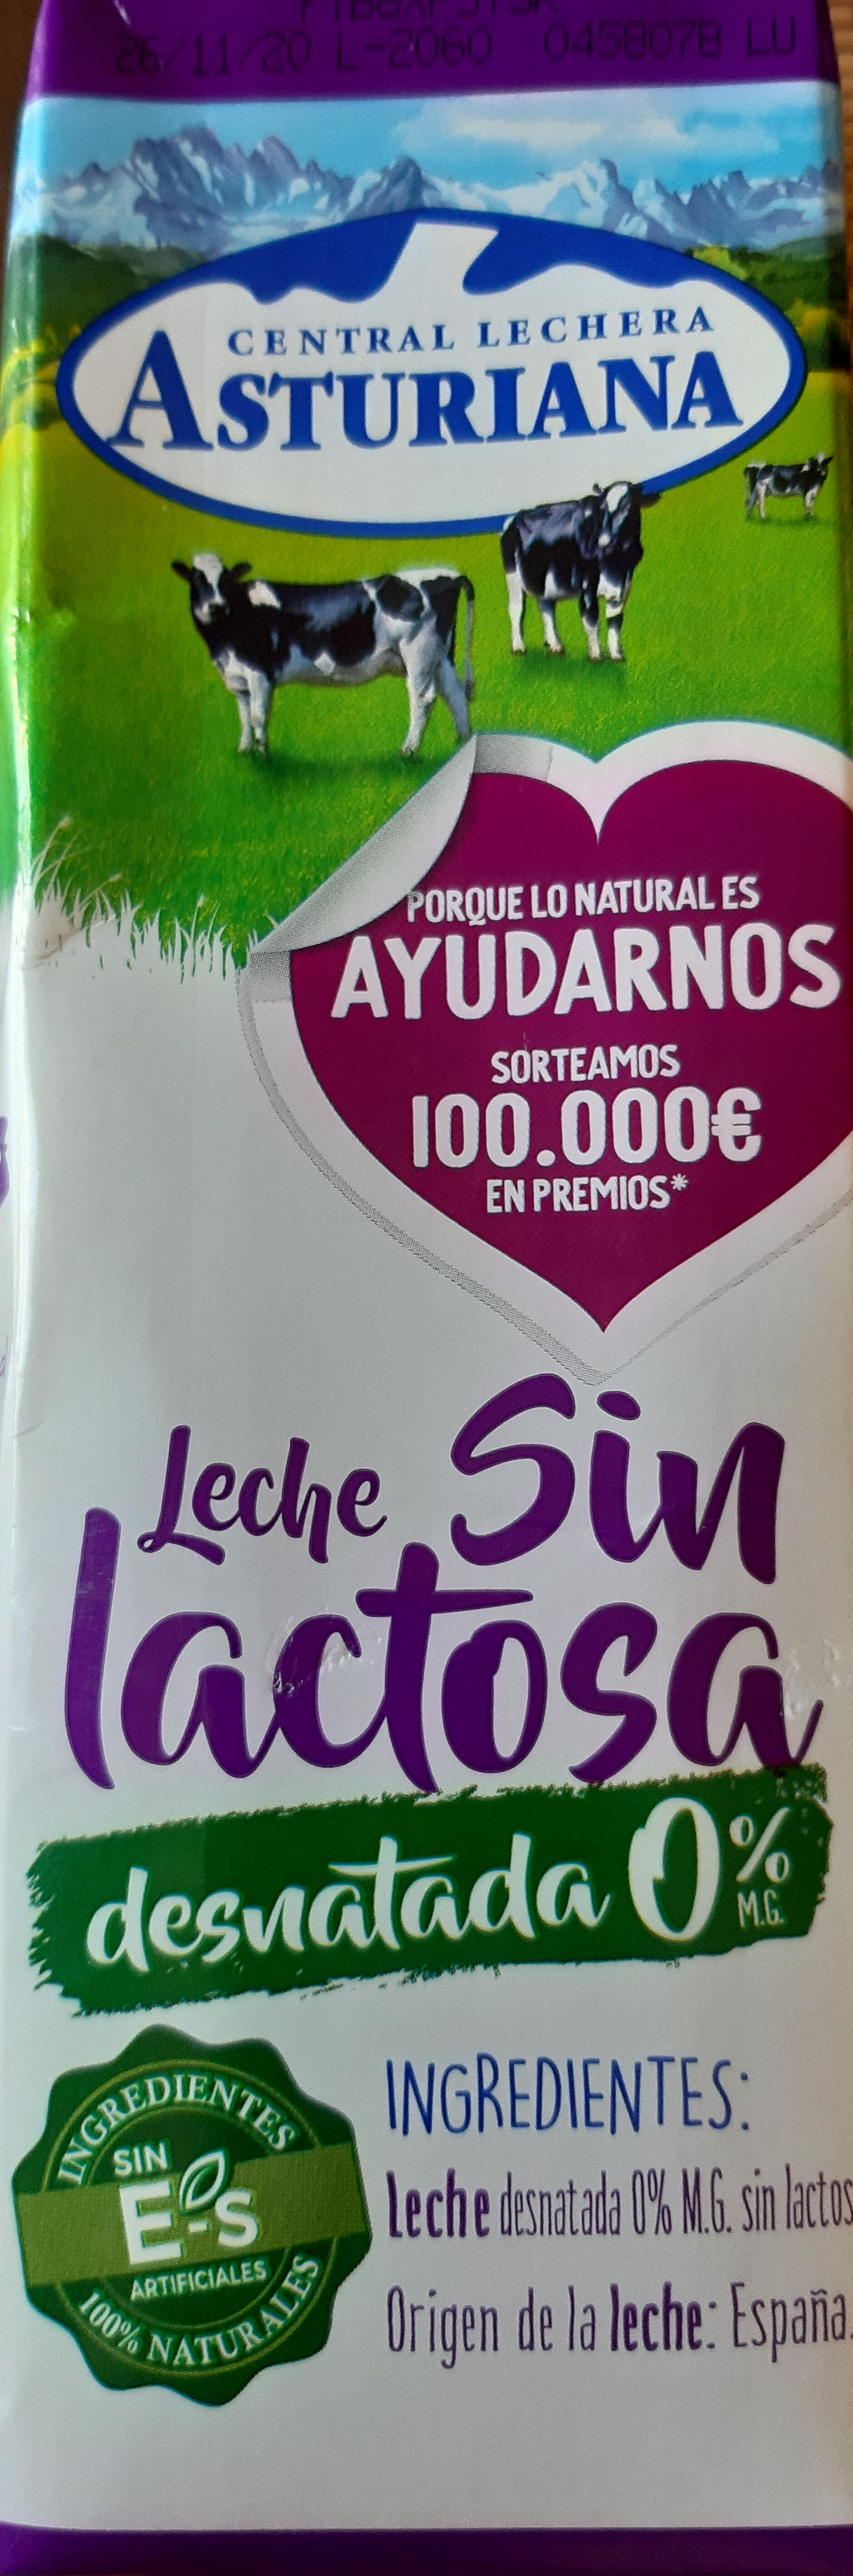 26/11/20 L-2060 045807B LU
CENTRAL LECHERA
ASTURIANA
PORQUE LO NATURAL ES
AYUDARNOS
SORTEAMOS
100.000€
EN PREMIOS*
Leche Sin
lactosa
desnatada 0%
M.G.
INGREDIENTES
SIN
E-S
ARTIFICIALES
100% NATURALES
INGREDIENTES:
Leche desnatada 0% M.G. sin lactos
Origen de la leche: España.